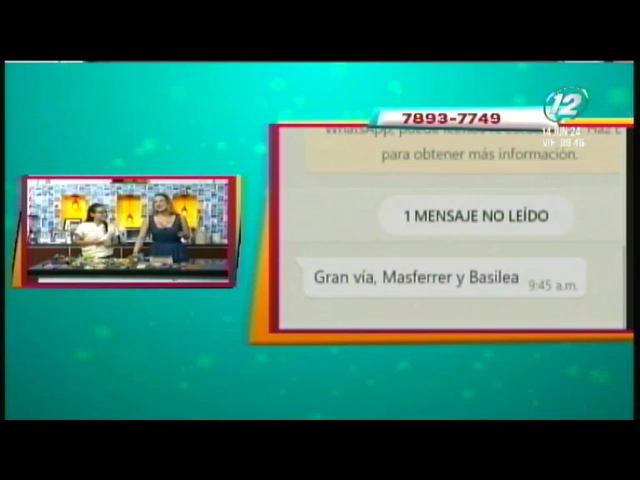 12
7893-7749
14 JUN 24
VIE 09:46
para obtener más información.
1 MENSAJE NO LEÍDO
Gran vía, Masferrer y Basilea
9:45 a.m.